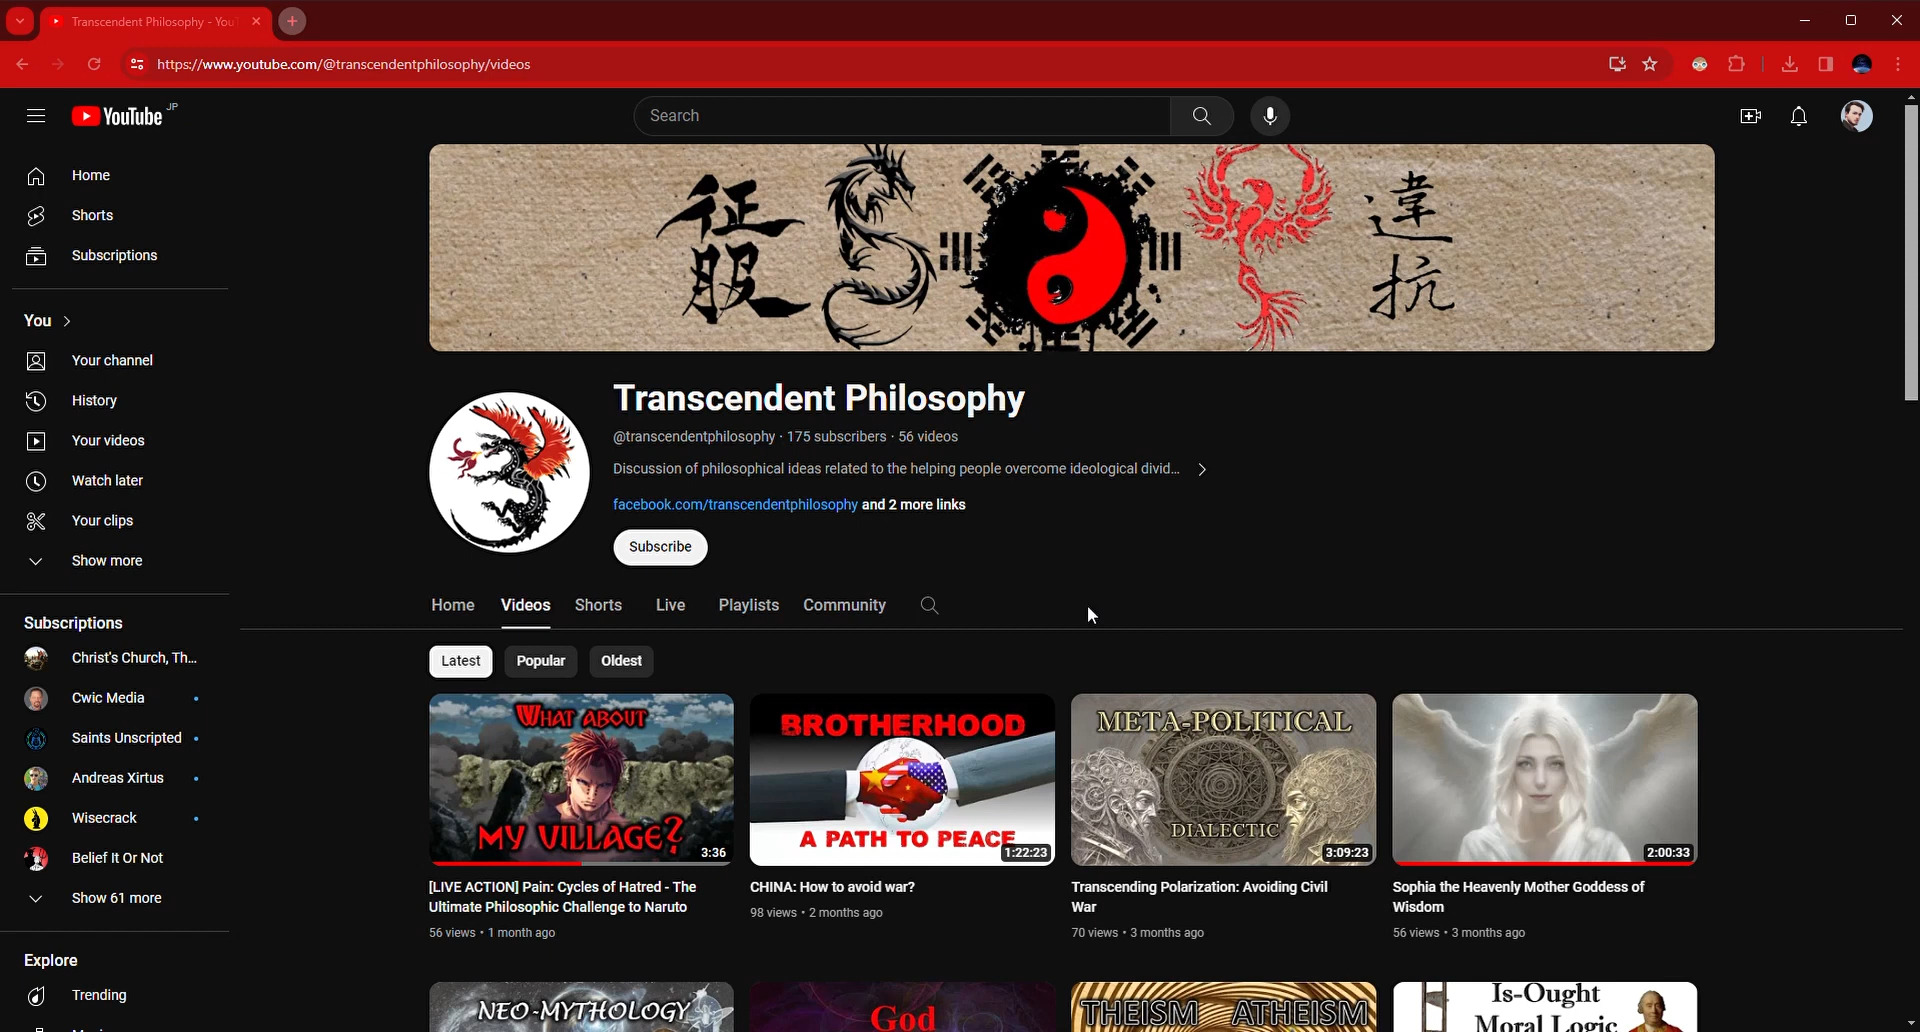 Transcendent Philosophy - You
https://www.youtube.com/@transcendentphilosophy/videos
YouTube JP
Search
Home
Shorts
Subscriptions
You
Your channel
History
Your videos
Watch later
Your clips
Show more
Subscriptions
Christ's Church, Th...
Cwic Media
Saints Unscripted
Andreas Xirtus
Wisecrack
Belief It Or Not
Show 61 more
Explore
Trending
征服
違抗
Transcendent Philosophy
@transcendentphilosophy · 175 subscribers · 56 videos
Discussion of philosophical ideas related to the helping people overcome ideological divid...
facebook.com/transcendentphilosophy and 2 more links
Subscribe
Home Videos Shorts Live Playlists Community
Latest Popular Oldest
WHAT ABOUT
MY VILLAGE?
3:36
[LIVE ACTION] Pain: Cycles of Hatred - The
Ultimate Philosophic Challenge to Naruto
56 views • 1 month ago
BROTHERHOOD
A PATH TO PEACE
1:22:23
CHINA: How to avoid war?
98 views • 2 months ago
META-POLITICAL
DIALECTIC
3:09:23
Transcending Polarization: Avoiding Civil
War
70 views • 3 months ago
2:00:33
Sophia the Heavenly Mother Goddess of
Wisdom
56 views • 3 months ago
NEO-MYTHOLOGY
God
THEISM ATHEISM
Is-Ought
Moral Logic